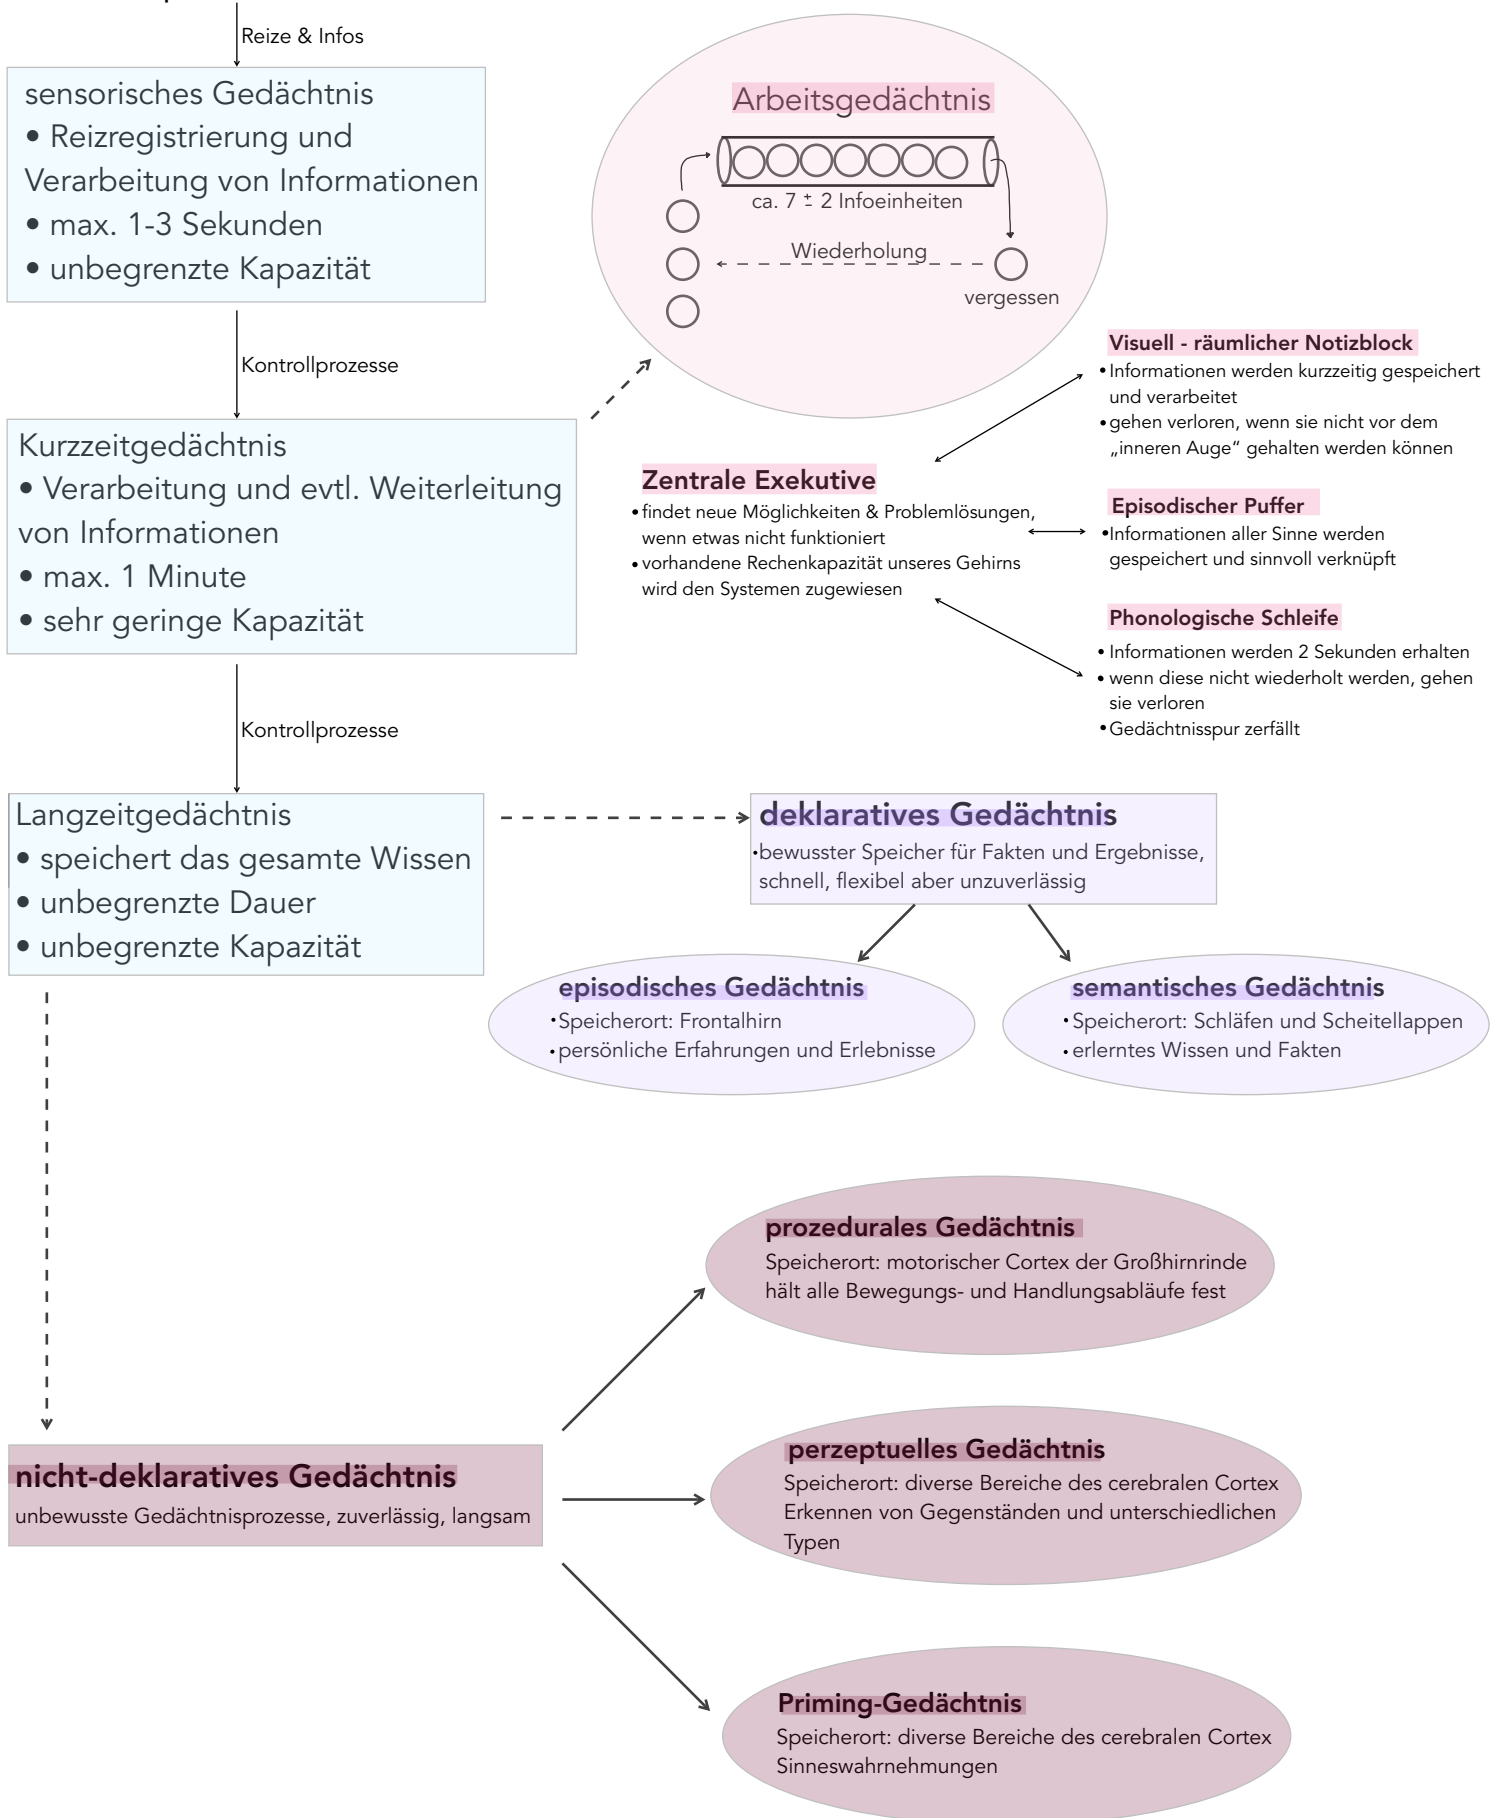 Reize & Infos
sensorisches Gedächtnis
• Reizregistrierung und
Verarbeitung von Informationen
• max. 1-3 Sekunden
• unbegrenzte Kapazität
Kontrollprozesse
Arbeitsgedächtnis
ca. 7 ± 2 Infoeinheiten
Wiederholung
vergessen
Kurzzeitgedächtnis
• Verarbeitung und evtl. Weiterleitung
von Informationen
• max. 1 Minute
• sehr geringe Kapazität
Zentrale Exekutive
• findet neue Möglichkeiten & Problemlösungen,
wenn etwas nicht funktioniert
• vorhandene Rechenkapazität unseres Gehirns
wird den Systemen zugewiesen
Visuell - räumlicher Notizblock
• Informationen werden kurzzeitig gespeichert
und verarbeitet
• gehen verloren, wenn sie nicht vor dem
„inneren Auge“ gehalten werden können
Episodischer Puffer
• Informationen aller Sinne werden
gespeichert und sinnvoll verknüpft
Phonologische Schleife
• Informationen werden 2 Sekunden erhalten
• wenn diese nicht wiederholt werden, gehen
sie verloren
• Gedächtnisspur zerfällt
Kontrollprozesse
Langzeitgedächtnis
• speichert das gesamte Wissen
• unbegrenzte Dauer
• unbegrenzte Kapazität
deklaratives Gedächtnis
• bewusster Speicher für Fakten und Ergebnisse,
schnell, flexibel aber unzuverlässig
episodisches Gedächtnis
• Speicherort: Frontalhirn
• persönliche Erfahrungen und Erlebnisse
semantisches Gedächtnis
• Speicherort: Schläfen und Scheitellappen
• erlerntes Wissen und Fakten
prozedurales Gedächtnis
Speicherort: motorischer Cortex der Großhirnrinde
hält alle Bewegungs- und Handlungsabläufe fest
nicht-deklaratives Gedächtnis
unbewusste Gedächtnisprozesse, zuverlässig, langsam
perzeptuelles Gedächtnis
Speicherort: diverse Bereiche des cerebralen Cortex
Erkennen von Gegenständen und unterschiedlichen
Typen
Priming-Gedächtnis
Speicherort: diverse Bereiche des cerebralen Cortex
Sinneswahrnehmungen